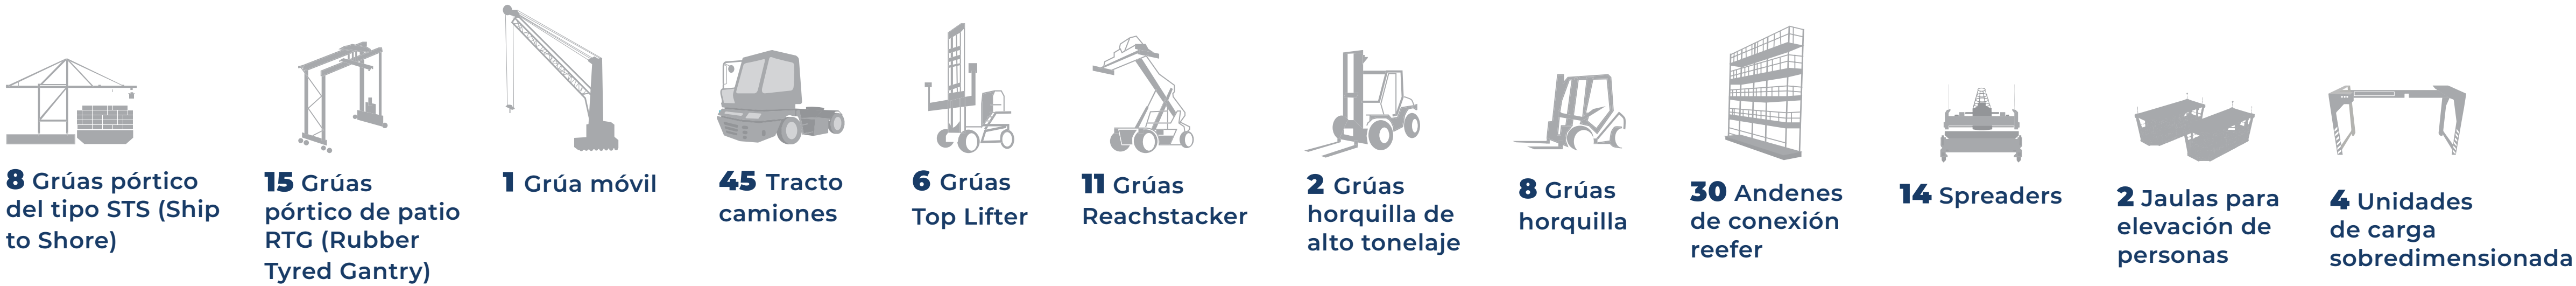 8 Grúas pórtico
del tipo STS (Ship
to Shore)
15 Grúas
pórtico de patio
RTG (Rubber
Tyred Gantry)
1 Grúa móvil
45 Tracto
camiones
6 Grúas
Top Lifter
11 Grúas
Reachstacker
2 Grúas
horquilla de
alto tonelaje
8 Grúas
horquilla
30 Andenes
de conexión
reefer
14 Spreaders
2 Jaulas para
elevación de
personas
4 Unidades
de carga
sobredimensionada